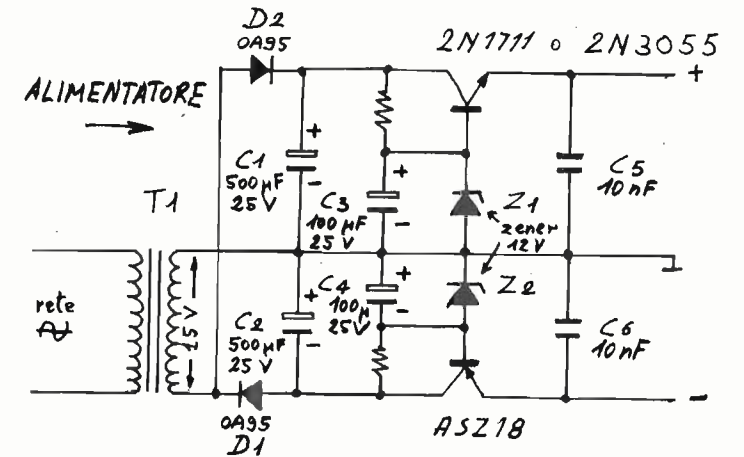 D2
OA95
2N1711 o 2N3055
+
ALIMENTATORE
T1
C1
500µF
25V
+
-
C3
100µF
25V
+
-
Z1
zener
12V
C5
10nF
rete
15V
C4
100µ
25V
+
-
Z2
C2
500µF
25V
+
-
C6
10nF
OA95
D1
ASZ18
-